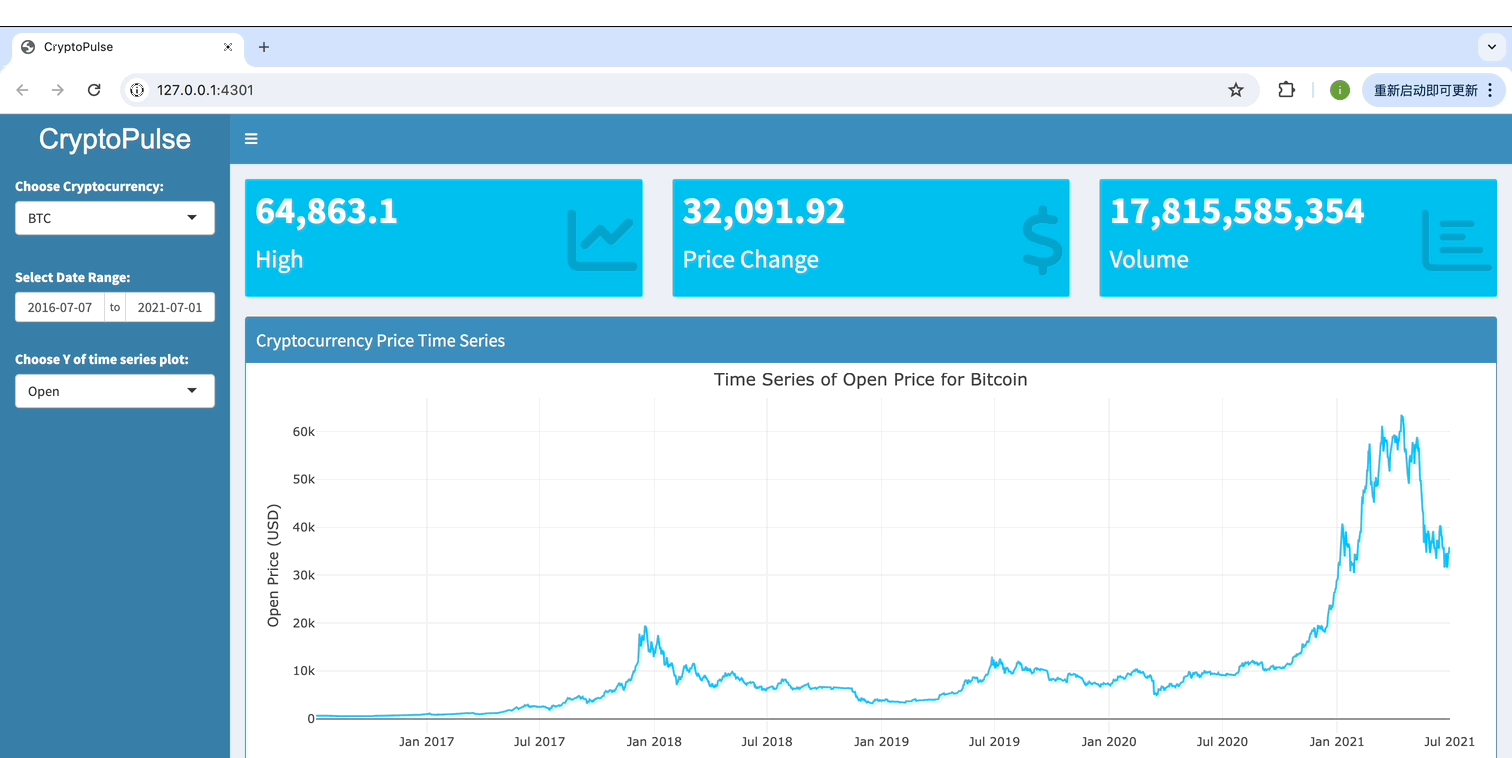 CryptoPulse
127.0.0.1:4301
重新启动即可更新
CryptoPulse
Choose Cryptocurrency:
BTC
Select Date Range:
2016-07-07 to 2021-07-01
Choose Y of time series plot:
Open
64,863.1
High
32,091.92
Price Change
17,815,585,354
Volume
Cryptocurrency Price Time Series
Time Series of Open Price for Bitcoin
Open Price (USD)
60k
50k
40k
30k
20k
10k
0
Jan 2017 Jul 2017 Jan 2018 Jul 2018 Jan 2019 Jul 2019 Jan 2020 Jul 2020 Jan 2021 Jul 2021